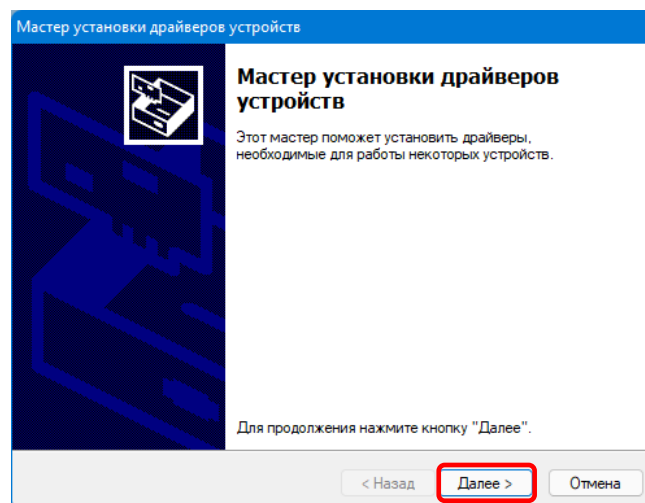 Мастер установки драйверов устройств
Мастер установки драйверов
устройств
Этот мастер поможет установить драйверы,
необходимые для работы некоторых устройств.
Для продолжения нажмите кнопку "Далее".
< Назад Далее > Отмена